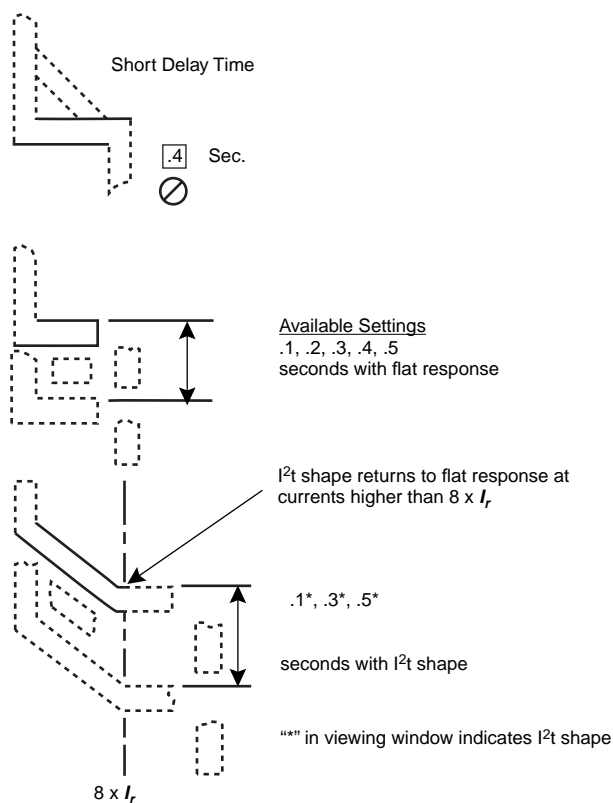 Short Delay Time
.4 Sec.
Available Settings
.1, .2, .3, .4, .5
seconds with flat response
I²t shape returns to flat response at
currents higher than 8 x Ir
.1*, .3*, .5*
seconds with I²t shape
“*” in viewing window indicates I²t shape
8 x Ir